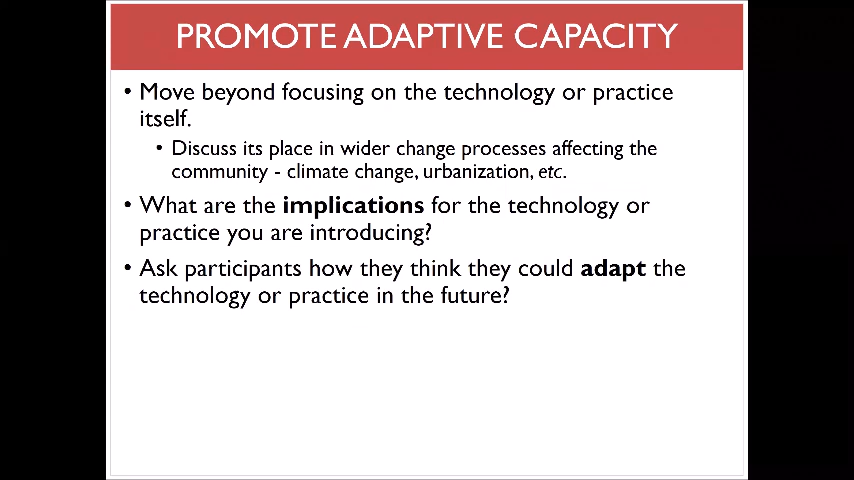 PROMOTE ADAPTIVE CAPACITY
• Move beyond focusing on the technology or practice
itself.
• Discuss its place in wider change processes affecting the
community - climate change, urbanization, etc.
• What are the implications for the technology or
practice you are introducing?
• Ask participants how they think they could adapt the
technology or practice in the future?